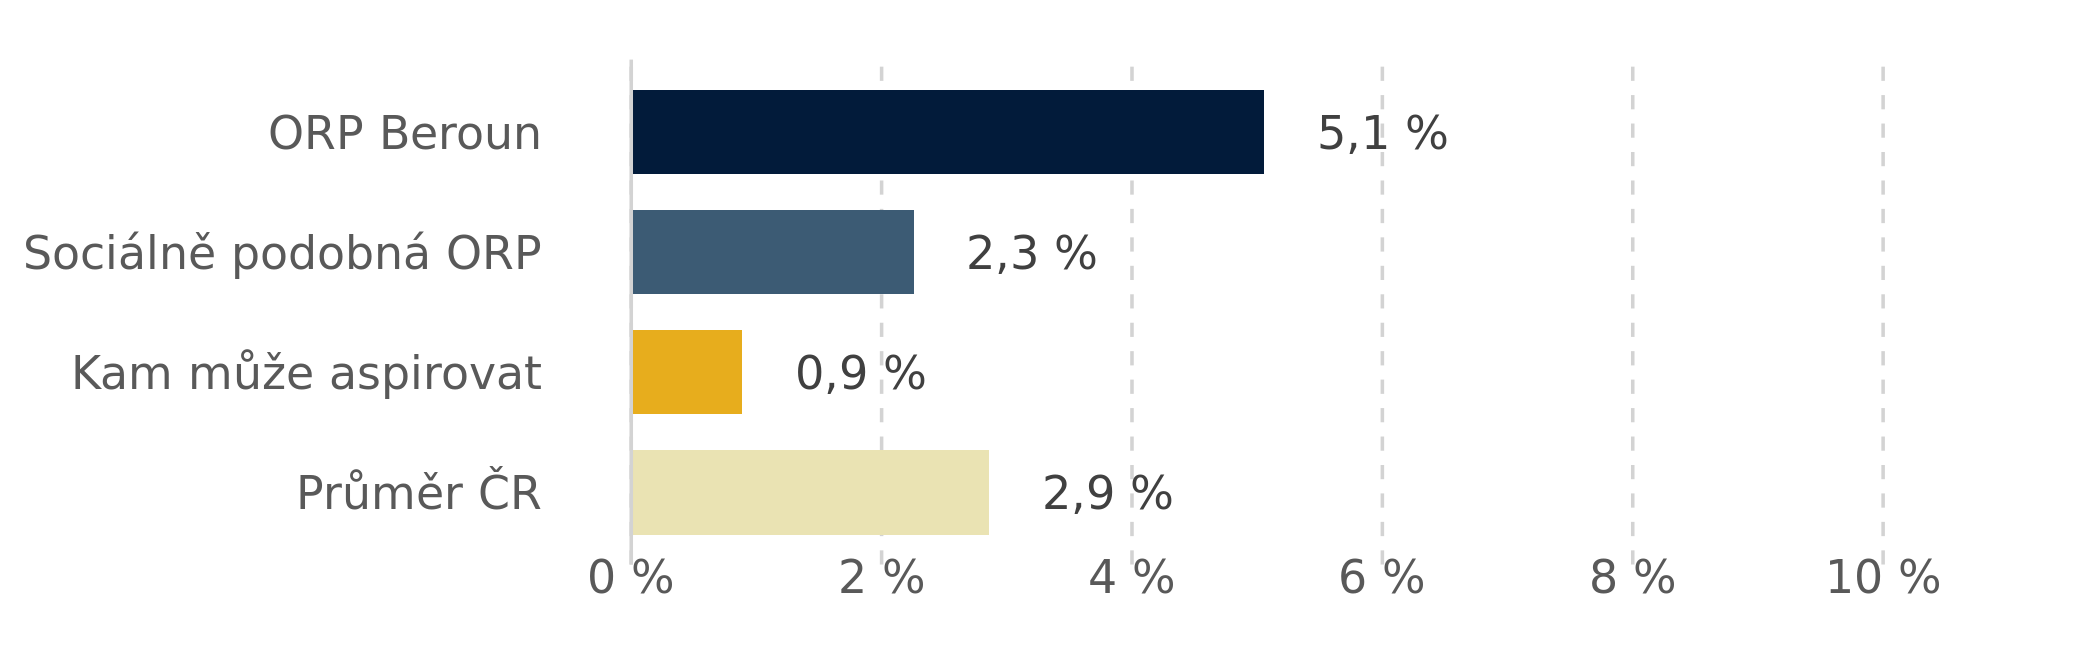 ORP Beroun
5,1 %
Sociálně podobná ORP
2,3 %
Kam může aspirovat
0,9 %
Průměr ČR
2,9 %
0 % 2 % 4 % 6 % 8 % 10 %